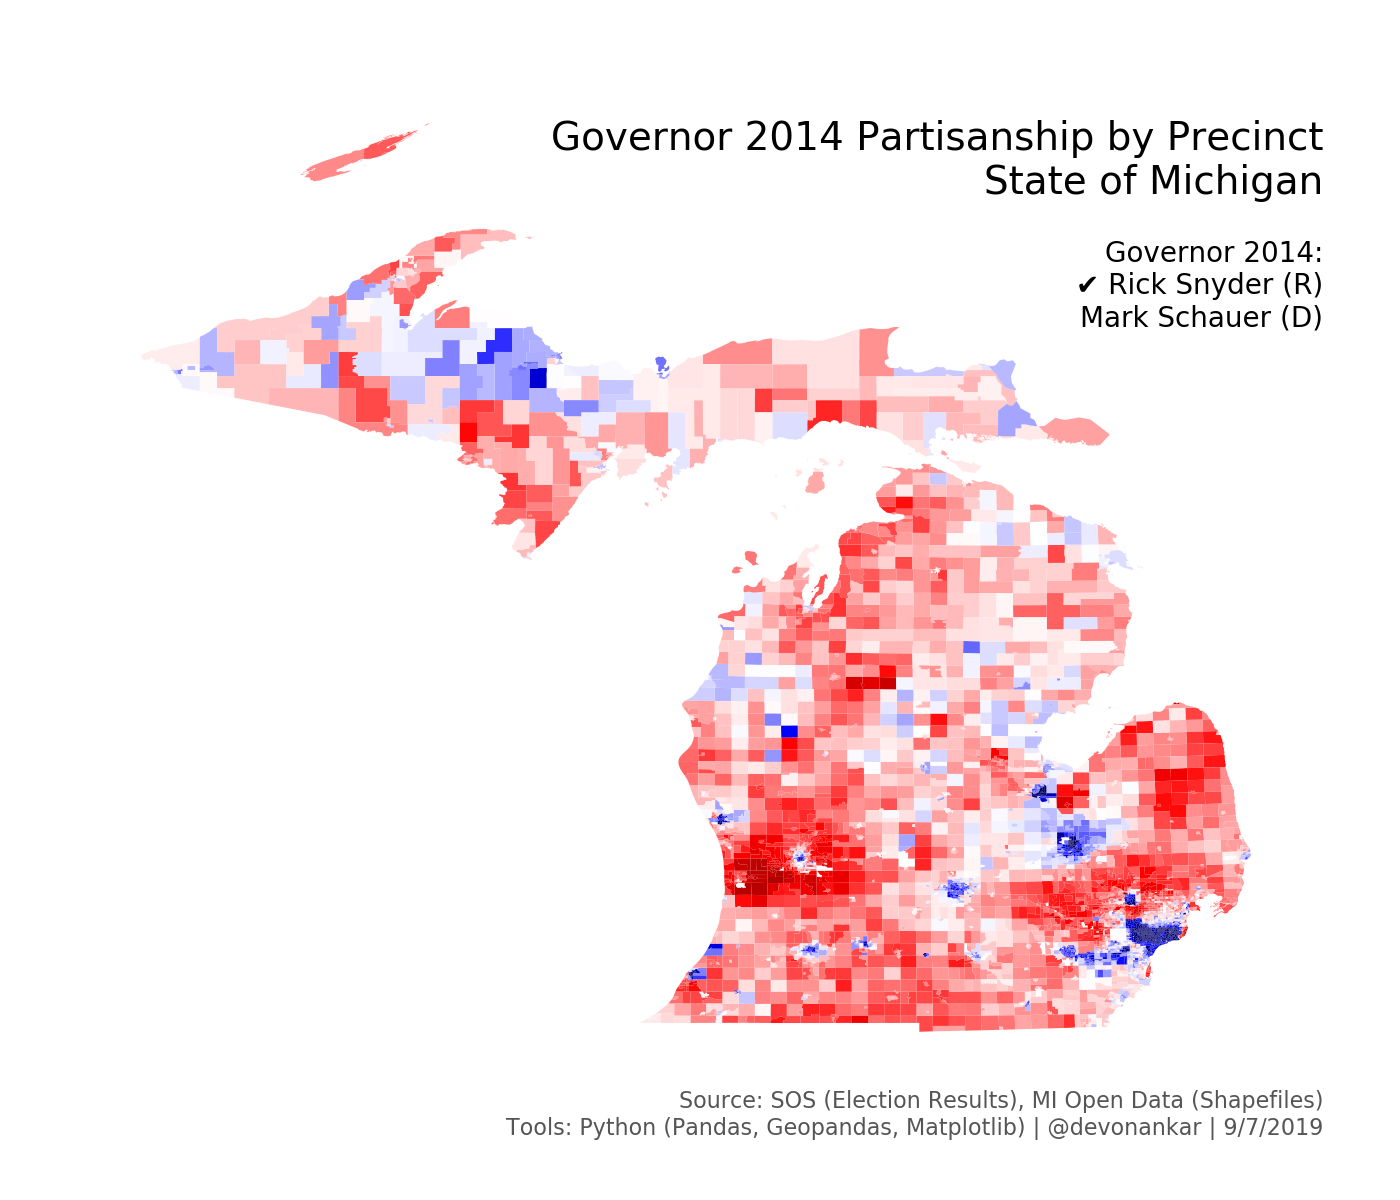 Governor 2014 Partisanship by Precinct
State of Michigan
Governor 2014:
✔ Rick Snyder (R)
Mark Schauer (D)
Source: SOS (Election Results), MI Open Data (Shapefiles)
Tools: Python (Pandas, Geopandas, Matplotlib) | @devonankar | 9/7/2019